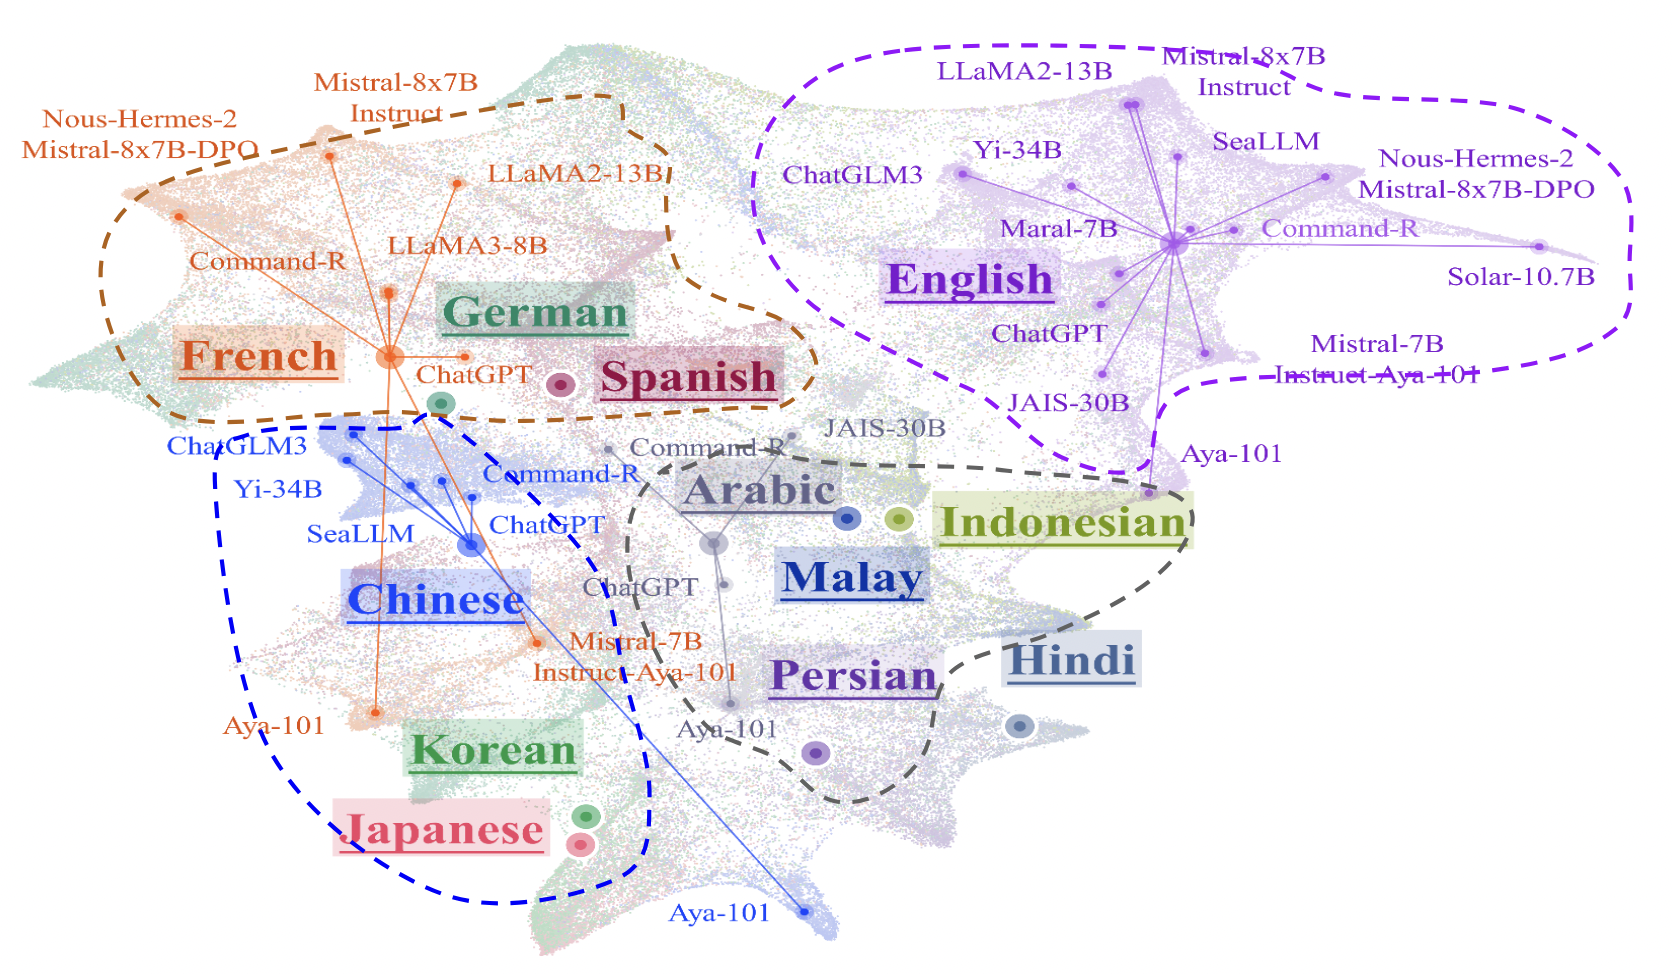 Mistral-8x7B
Instruct
Nous-Hermes-2
Mistral-8x7B-DPO
LLaMA2-13B
LLaMA3-8B
Command-R
German
French
ChatGPT
Spanish
LLaMA2-13B
Mistral-8x7B
Instruct
Yi-34B
SeaLLM
ChatGLM3
Nous-Hermes-2
Mistral-8x7B-DPO
Maral-7B
Command-R
English
Solar-10.7B
ChatGPT
Mistral-7B
Instruct-Aya-101
JAIS-30B
Aya-101
ChatGLM3
Command-R
Yi-34B
SeaLLM
ChatGPT
Chinese
Mistral-7B
Instruct-Aya-101
Aya-101
Korean
Japanese
Aya-101
Command-R
JAIS-30B
Arabic
Indonesian
Malay
ChatGPT
Persian
Hindi
Aya-101